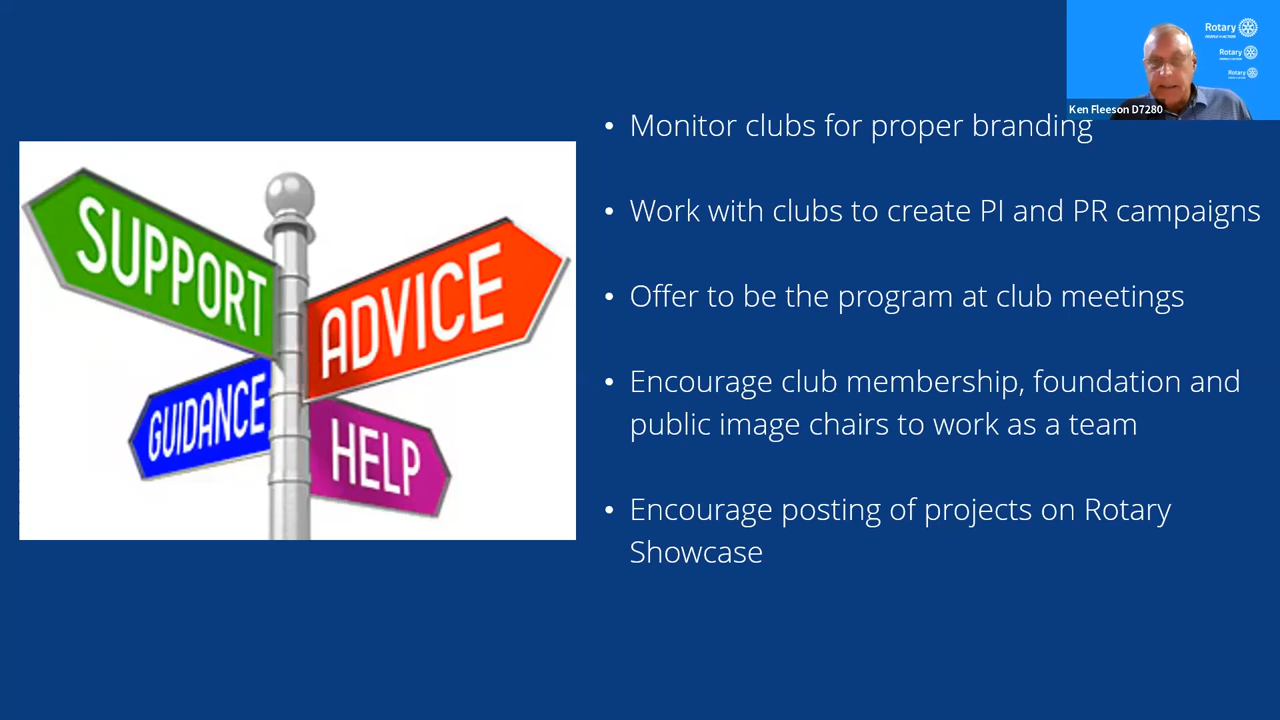 Rotary
Rotary
Rotary
Ken Fleeson D7280
SUPPORT
ADVICE
GUIDANCE
HELP
• Monitor clubs for proper branding
• Work with clubs to create PI and PR campaigns
• Offer to be the program at club meetings
• Encourage club membership, foundation and
public image chairs to work as a team
• Encourage posting of projects on Rotary
Showcase